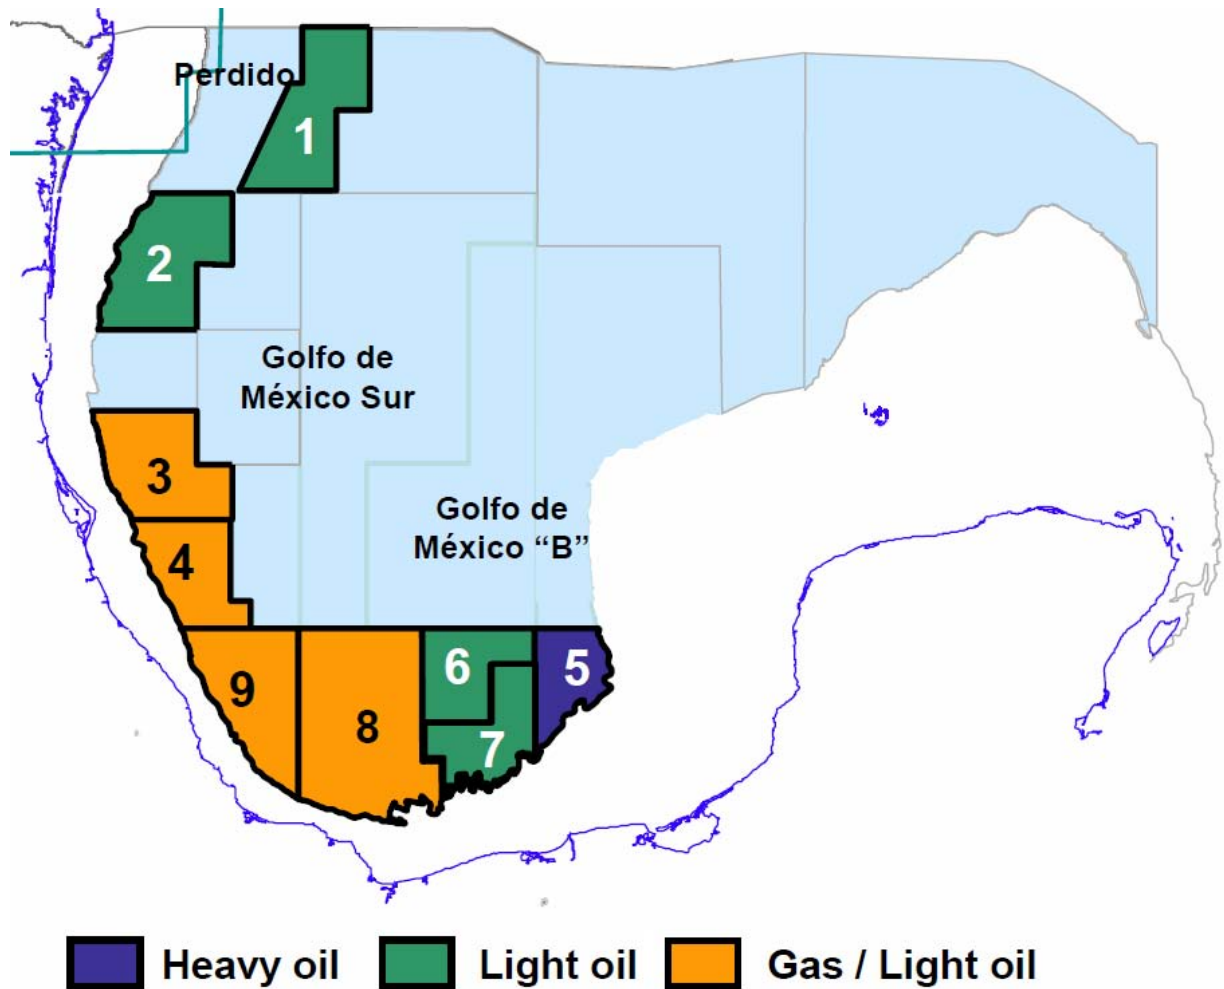 Perdido
1
2
Golfo de
México Sur
3
Golfo de
México “B”
4
6
5
9
8
7
Heavy oil
Light oil
Gas / Light oil